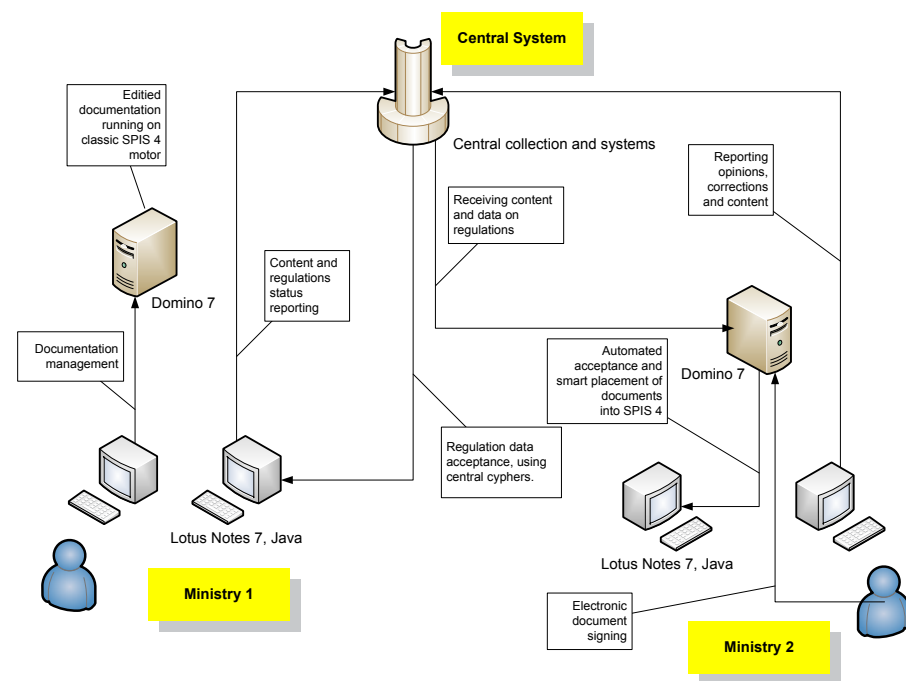 Central System
Editied
documentation
running on
classic SPIS 4
motor
Central collection and systems
Reporting
opinions,
corrections
and content
Receiving content
and data on
regulations
Content and
regulations
status
reporting
Domino 7
Documentation
management
Automated
acceptance and
smart placement of
documents
into SPIS 4
Domino 7
Regulation data
acceptance, using
central cyphers.
Lotus Notes 7, Java
Lotus Notes 7, Java
Ministry 1
Electronic
document
signing
Ministry 2